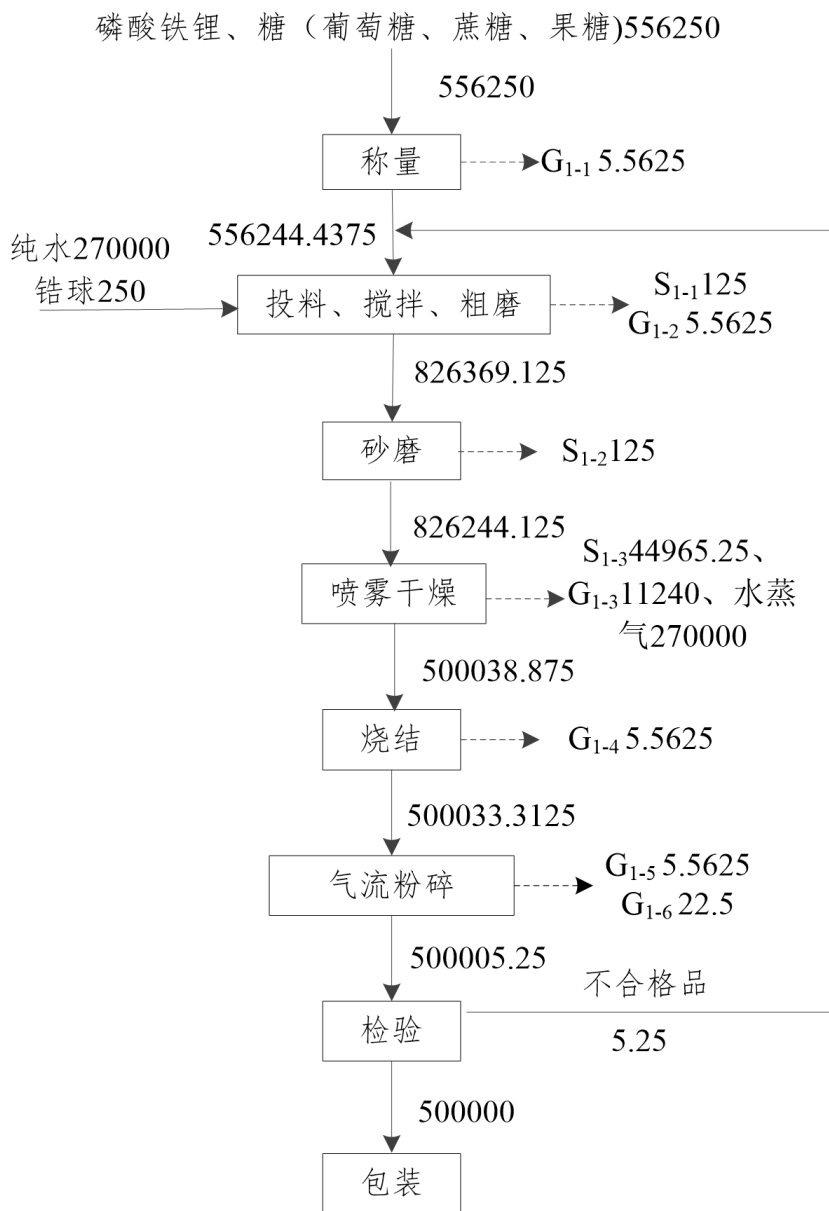 磷酸铁锂、糖（葡萄糖、蔗糖、果糖)556250
556250
称量
G1-1 5.5625
556244.4375
纯水270000
锆球250
投料、搅拌、粗磨
S1-1125
G1-2 5.5625
826369.125
砂磨
S1-2125
826244.125
喷雾干燥
S1-344965.25、
G1-311240、水蒸
气270000
500038.875
烧结
G1-4 5.5625
500033.3125
气流粉碎
G1-5 5.5625
G1-6 22.5
500005.25
不合格品
检验
5.25
500000
包装